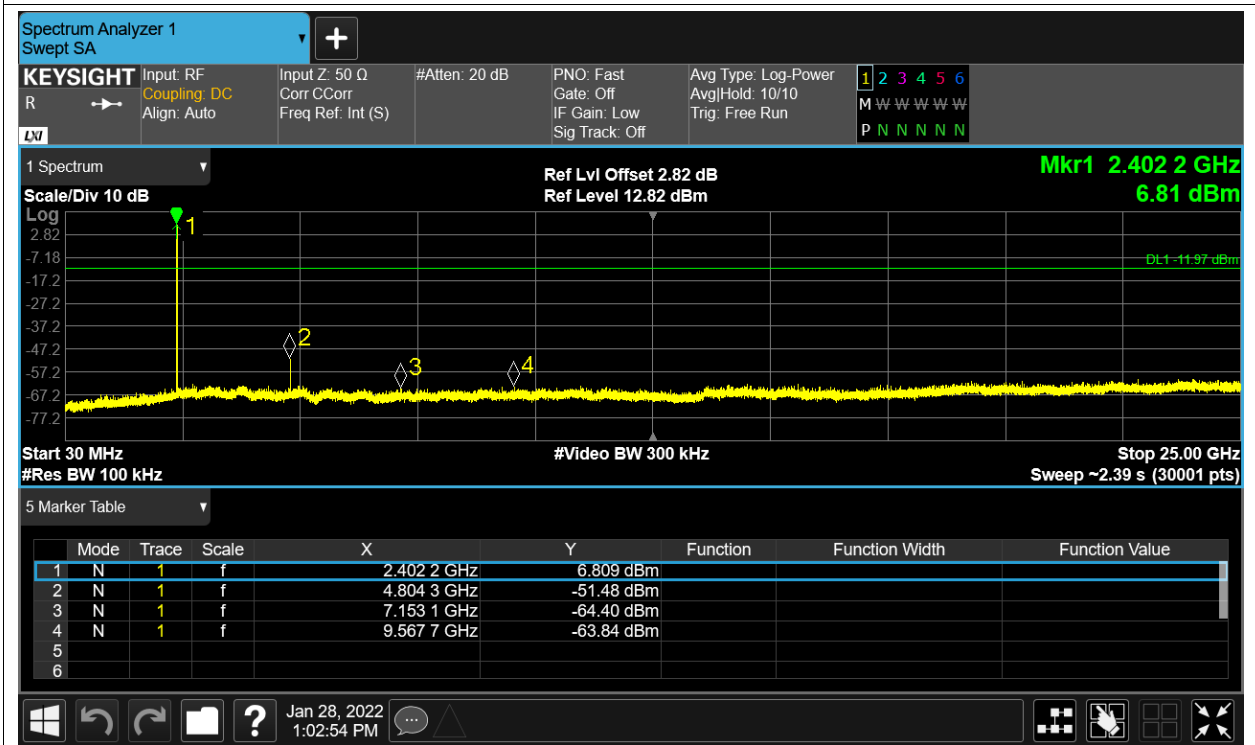 Spectrum Analyzer 1
Swept SA
KEYSIGHT Input: RF Input Z: 50 Ω #Atten: 20 dB PNO: Fast Avg Type: Log-Power 1 2 3 4 5 6
R Coupling: DC Corr CCorr Gate: Off Avg|Hold: 10/10 M W W W W W
Align: Auto Freq Ref: Int (S) IF Gain: Low Trig: Free Run
LXI Sig Track: Off P N N N N N
1 Spectrum Ref Lvl Offset 2.82 dB Mkr1 2.402 2 GHz
Scale/Div 10 dB Ref Level 12.82 dBm 6.81 dBm
Log
1
2.82
-7.18
DL1 -11.97 dBm
-17.2
-27.2
-37.2
2
-47.2
-57.2
3 4
-67.2
-77.2
Start 30 MHz #Video BW 300 kHz Stop 25.00 GHz
#Res BW 100 kHz Sweep ~2.39 s (30001 pts)
5 Marker Table
Mode Trace Scale X Y Function Function Width Function Value
1 N 1 f 2.402 2 GHz 6.809 dBm
2 N 1 f 4.804 3 GHz -51.48 dBm
3 N 1 f 7.153 1 GHz -64.40 dBm
4 N 1 f 9.567 7 GHz -63.84 dBm
5
6
? Jan 28, 2022
1:02:54 PM